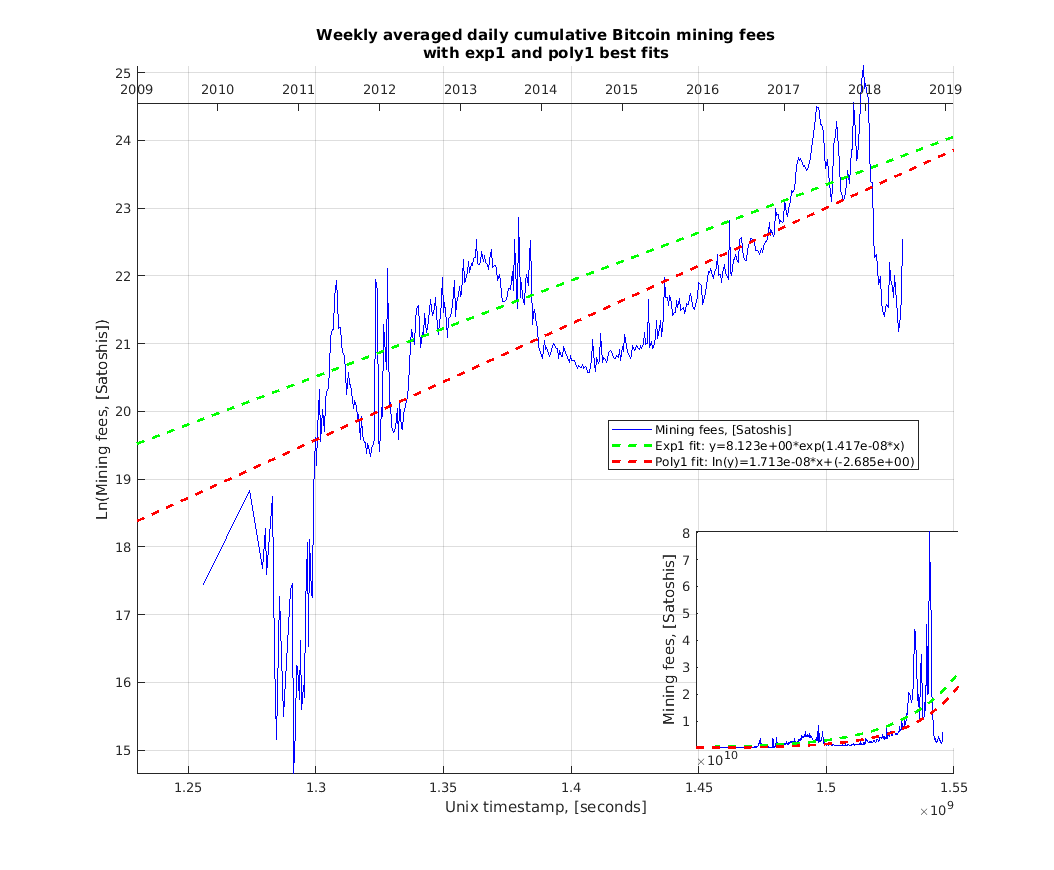 Weekly averaged daily cumulative Bitcoin mining fees
with exp1 and poly1 best fits
25
2009 2010 2011 2012 2013 2014 2015 2016 2017 2018 2019
24
23
22
21
20
19
18
17
16
15
Ln(Mining fees, [Satoshis])
Mining fees, [Satoshis]
Exp1 fit: y=8.123e+00*exp(1.417e-08*x)
Poly1 fit: ln(y)=1.713e-08*x+(-2.685e+00)
8
7
6
5
4
3
2
1
Mining fees, [Satoshis]
×10^10
1.25 1.3 1.35 1.4 1.45 1.5 1.55
Unix timestamp, [seconds]
×10^9